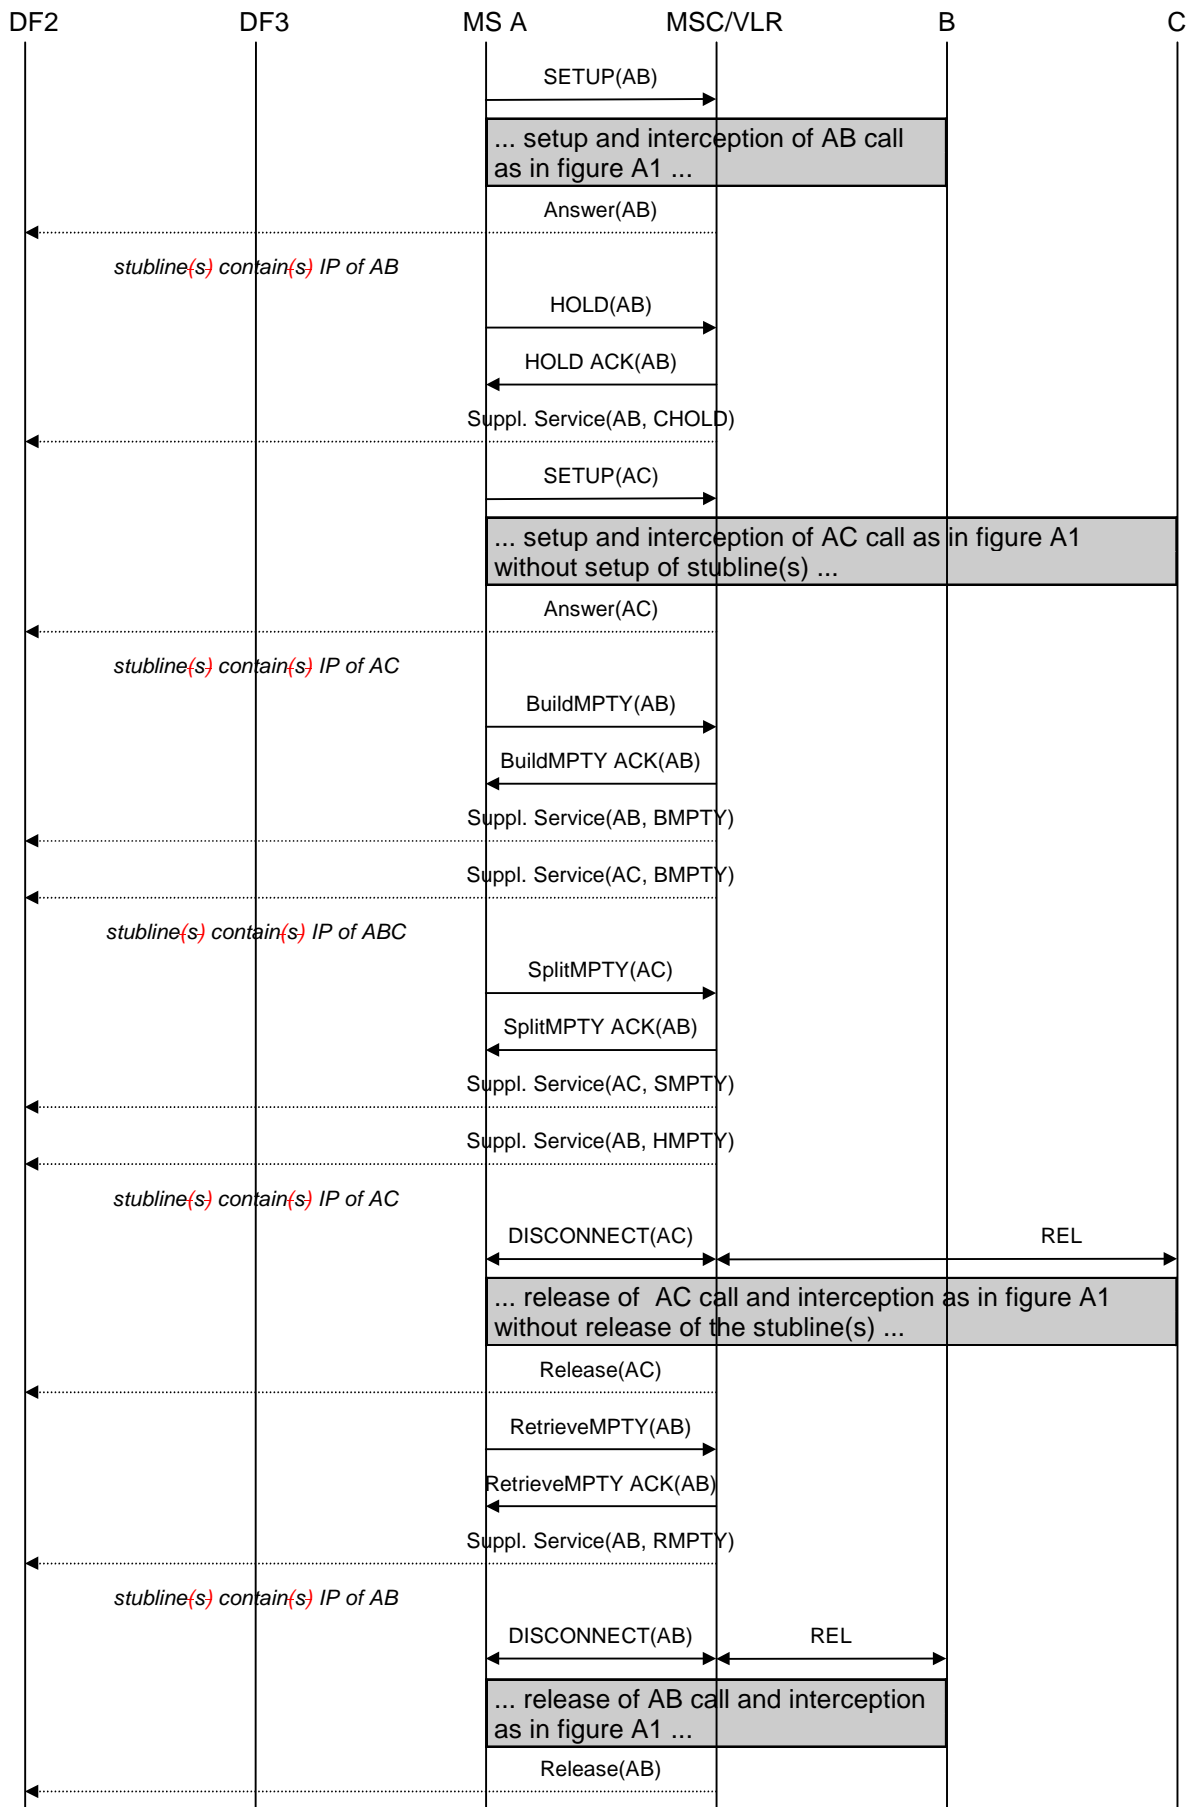 DF2 DF3 MS A MSC/VLR B C
SETUP(AB)
... setup and interception of AB call
as in figure A1 ...
Answer(AB)
stubline(s) contain(s) IP of AB
HOLD(AB)
HOLD ACK(AB)
Suppl. Service(AB, CHOLD)
SETUP(AC)
... setup and interception of AC call as in figure A1
without setup of stubline(s) ...
Answer(AC)
stubline(s) contain(s) IP of AC
BuildMPTY(AB)
BuildMPTY ACK(AB)
Suppl. Service(AB, BMPTY)
Suppl. Service(AC, BMPTY)
stubline(s) contain(s) IP of ABC
SplitMPTY(AC)
SplitMPTY ACK(AB)
Suppl. Service(AC, SMPTY)
Suppl. Service(AB, HMPTY)
stubline(s) contain(s) IP of AC
DISCONNECT(AC) REL
... release of  AC call and interception as in figure A1
without release of the stubline(s) ...
Release(AC)
RetrieveMPTY(AB)
RetrieveMPTY ACK(AB)
Suppl. Service(AB, RMPTY)
stubline(s) contain(s) IP of AB
DISCONNECT(AB) REL
... release of AB call and interception
as in figure A1 ...
Release(AB)